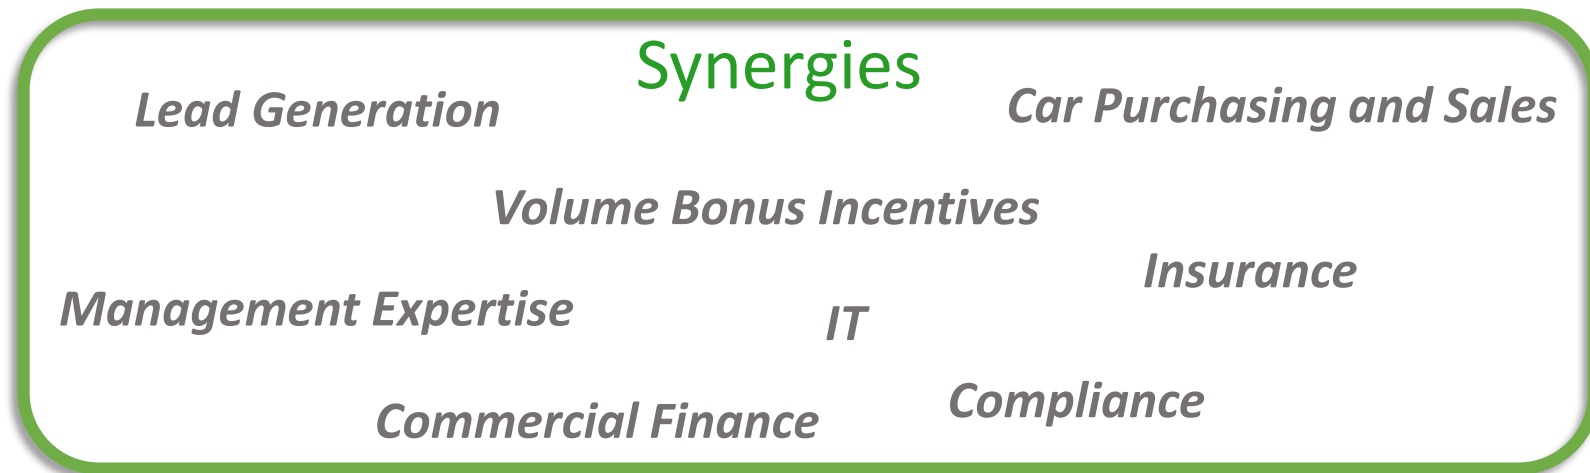 Synergies
Lead Generation
Car Purchasing and Sales
Volume Bonus Incentives
Insurance
Management Expertise
IT
Compliance
Commercial Finance